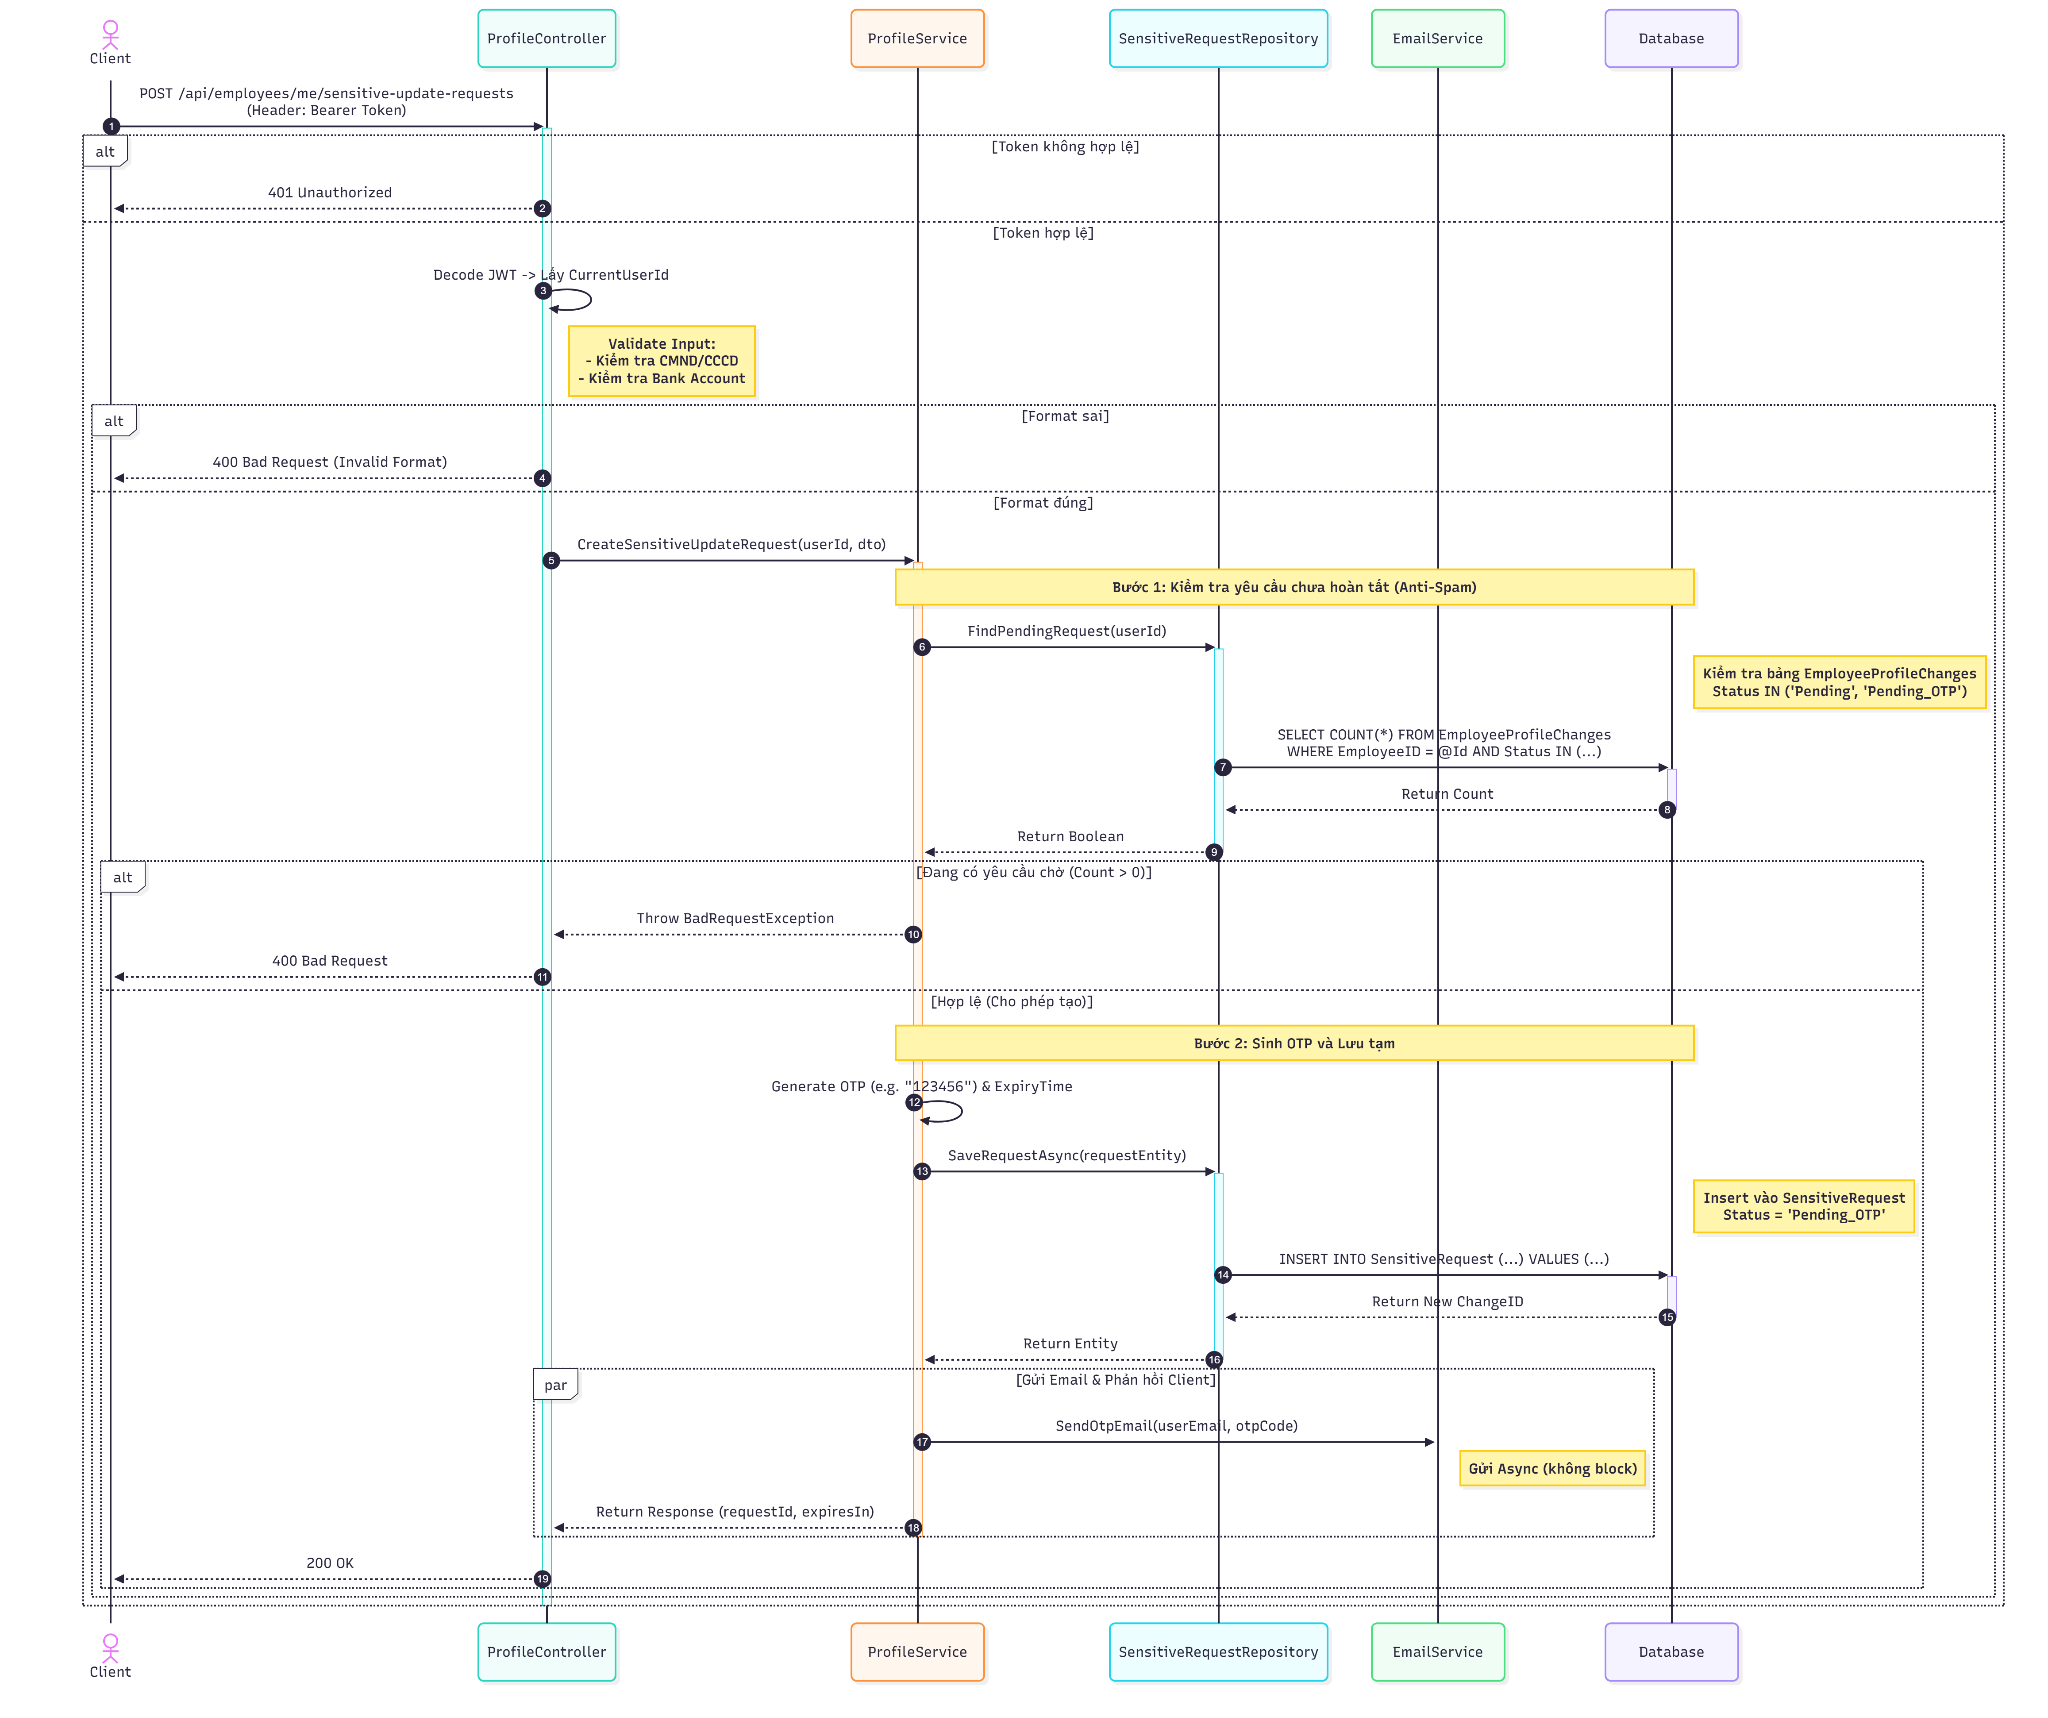 Client
ProfileController
ProfileService
SensitiveRequestRepository
EmailService
Database
POST /api/employees/me/sensitive-update-requests
(Header: Bearer Token)
1
alt
[Token không hợp lệ]
401 Unauthorized
2
[Token hợp lệ]
Decode JWT -> Lấy CurrentUserId
3
Validate Input:
- Kiểm tra CMND/CCCD
- Kiểm tra Bank Account
alt
[Format sai]
400 Bad Request (Invalid Format)
4
[Format đúng]
CreateSensitiveUpdateRequest(userId, dto)
5
Bước 1: Kiểm tra yêu cầu chưa hoàn tất (Anti-Spam)
FindPendingRequest(userId)
6
Kiểm tra bảng EmployeeProfileChanges
Status IN ('Pending', 'Pending_OTP')
SELECT COUNT(*) FROM EmployeeProfileChanges
WHERE EmployeeID = @Id AND Status IN (...)
7
Return Count
8
Return Boolean
9
alt
[Đang có yêu cầu chờ (Count > 0)]
Throw BadRequestException
10
400 Bad Request
11
[Hợp lệ (Cho phép tạo)]
Bước 2: Sinh OTP và Lưu tạm
Generate OTP (e.g. "123456") & ExpiryTime
12
SaveRequestAsync(requestEntity)
13
Insert vào SensitiveRequest
Status = 'Pending_OTP'
INSERT INTO SensitiveRequest (...) VALUES (...)
14
Return New ChangeID
15
Return Entity
16
par
[Gửi Email & Phản hồi Client]
SendOtpEmail(userEmail, otpCode)
17
Gửi Async (không block)
Return Response (requestId, expiresIn)
18
200 OK
19
Client
ProfileController
ProfileService
SensitiveRequestRepository
EmailService
Database